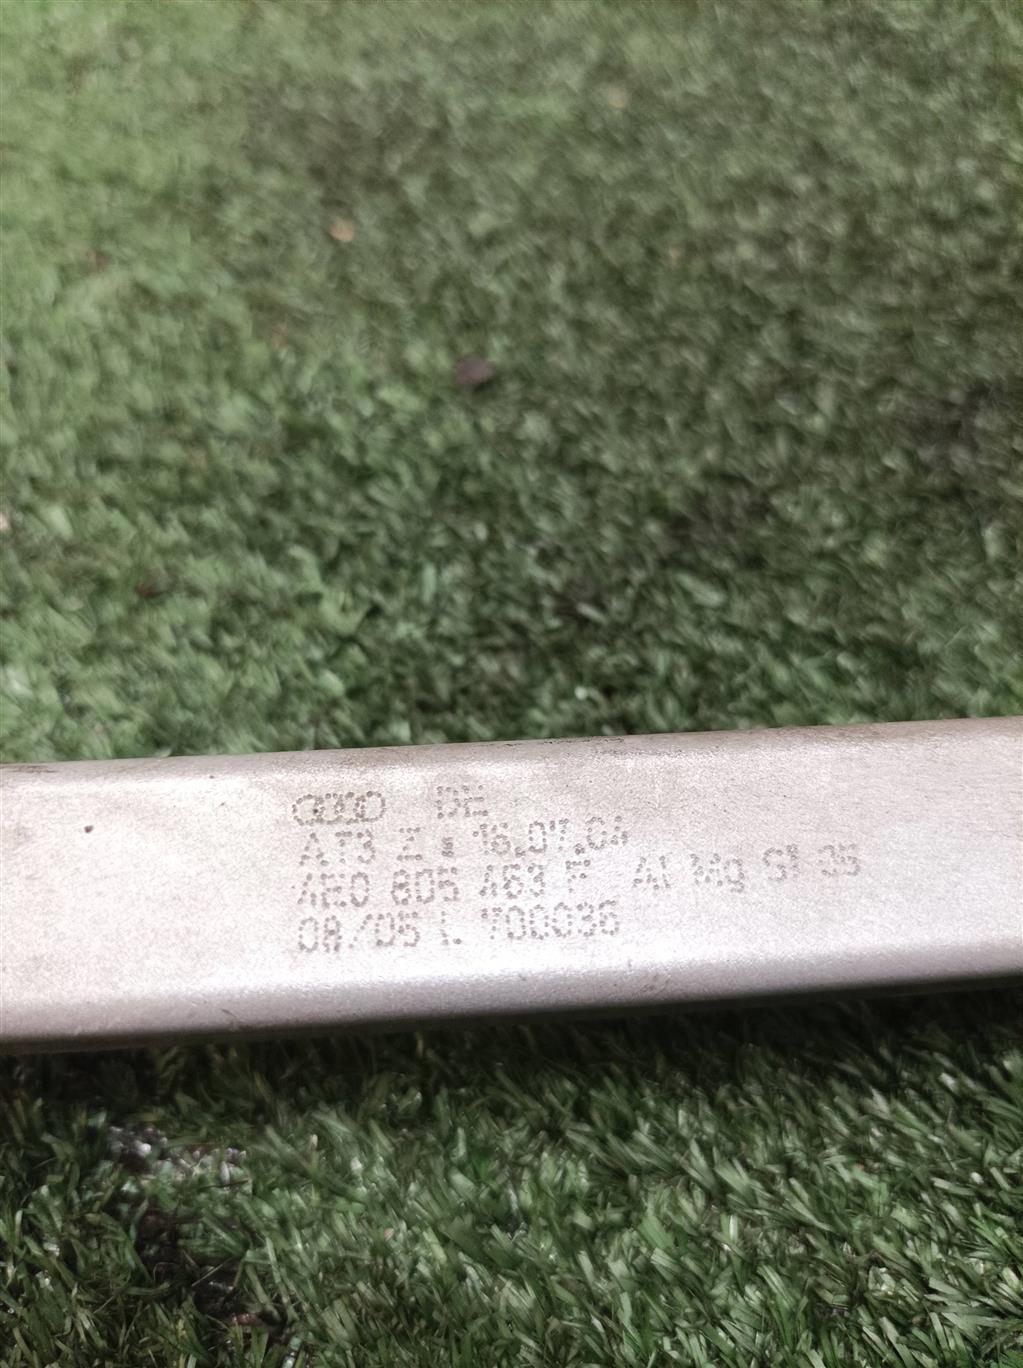 DE
AT3 Z : 16.07.04
4E0 805 463 F Al Mg Si 35
08/05 L 700036